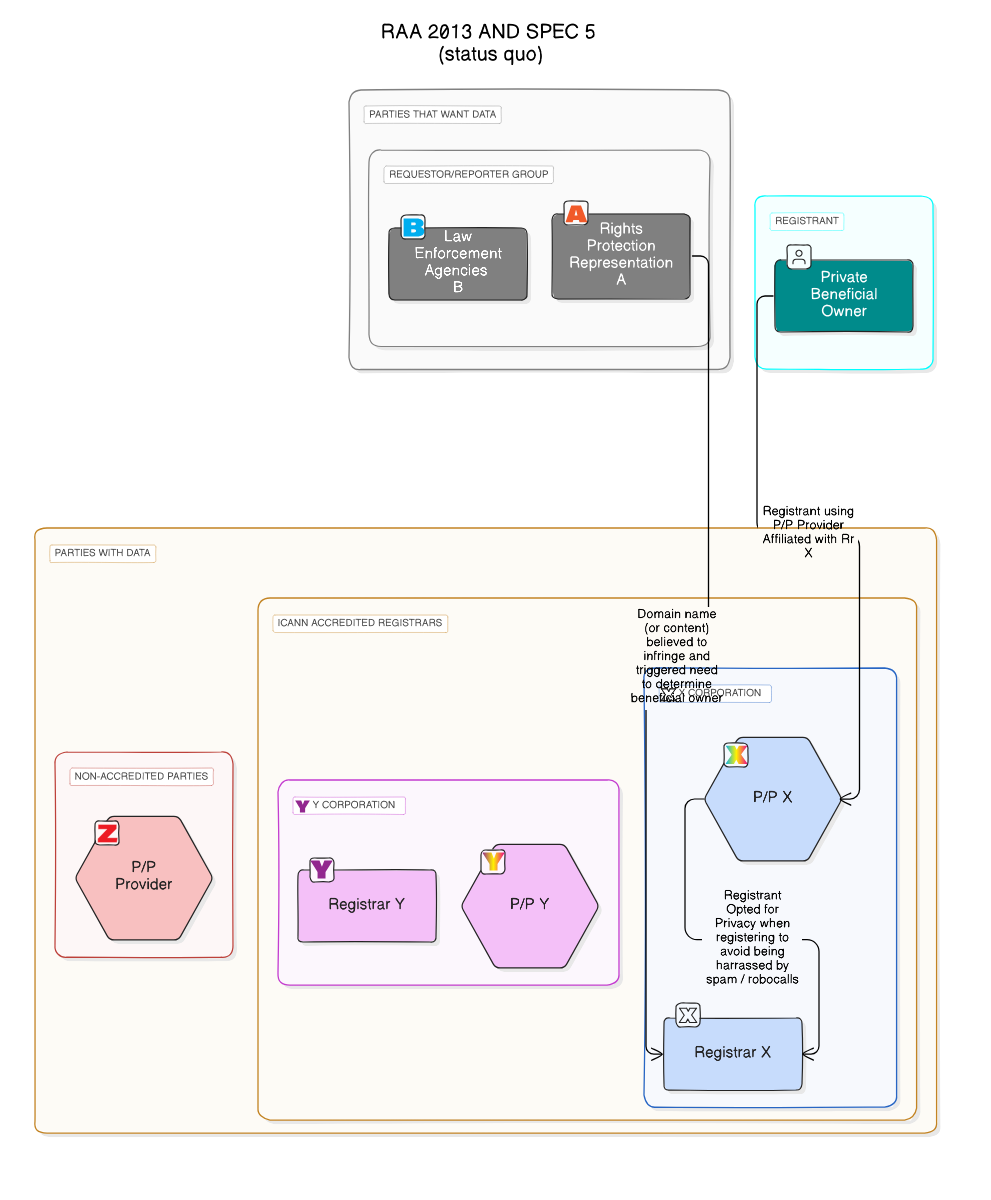 RAA 2013 AND SPEC 5
(status quo)
PARTIES THAT WANT DATA
REQUESTOR/REPORTER GROUP
B
Law
Enforcement
Agencies
B
A
Rights
Protection
Representation
A
REGISTRANT
Private
Beneficial
Owner
Registrant using
P/P Provider
Affiliated with Rr
X
PARTIES WITH DATA
ICANN ACCREDITED REGISTRARS
Domain name
(or content)
believed to
infringe and
triggered need
to determine
beneficial owner
X X CORPORATION
X
P/P X
NON-ACCREDITED PARTIES
Z
P/P
Provider
Y Y CORPORATION
Y
Registrar Y
Y
P/P Y
Registrant
Opted for
Privacy when
registering to
avoid being
harrassed by
spam / robocalls
X
Registrar X